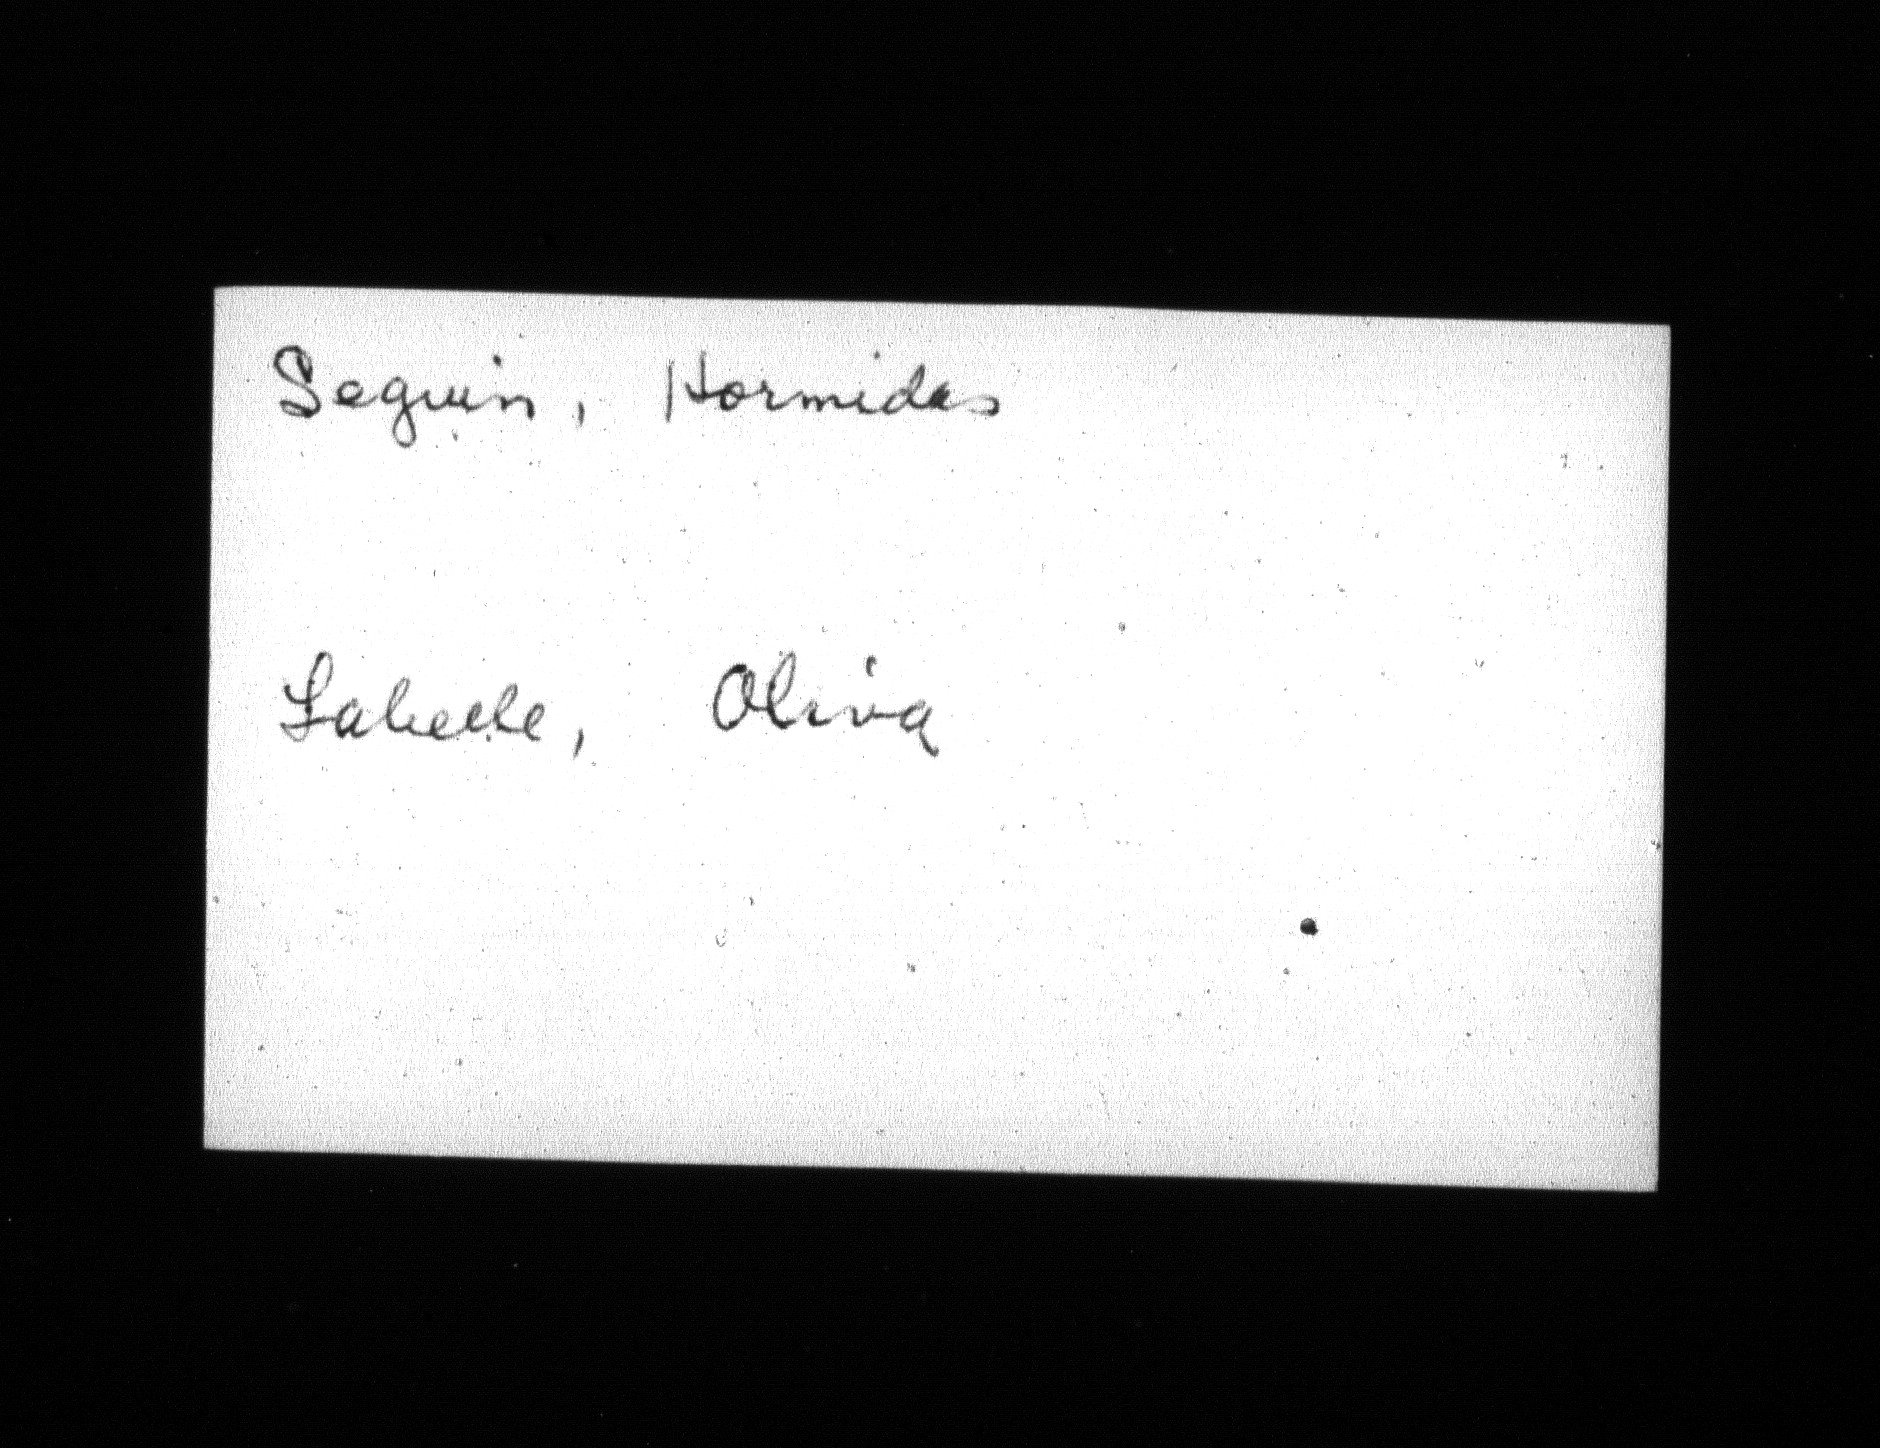 Seguin, Hormidas
Labelle, Oliva